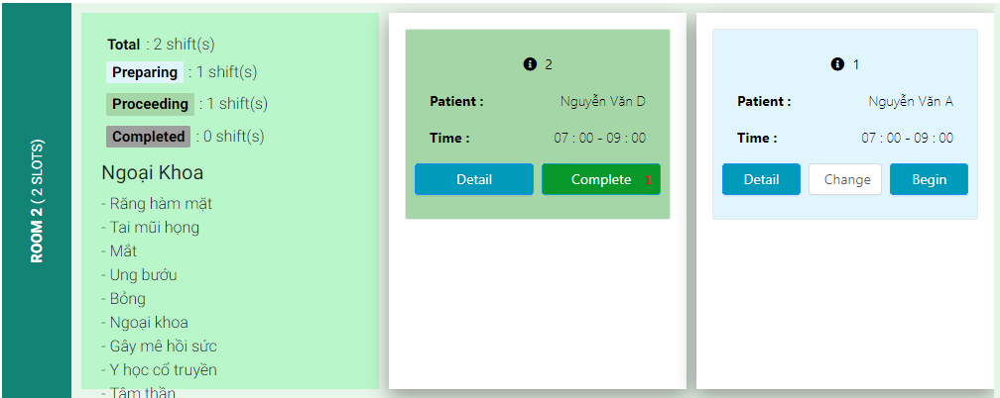 ROOM 2 ( 2 SLOTS)
Total : 2 shift(s)
Preparing : 1 shift(s)
Proceeding : 1 shift(s)
Completed : 0 shift(s)
Ngoại Khoa
- Răng hàm mặt
- Tai mũi họng
- Mắt
- Ung bướu
- Bỏng
- Ngoại khoa
- Gây mê hồi sức
- Y học cổ truyền
- Tâm thần
2
Patient : Nguyễn Văn D
Time : 07 : 00 - 09 : 00
Detail Complete 1
1
Patient : Nguyễn Văn A
Time : 07 : 00 - 09 : 00
Detail Change Begin